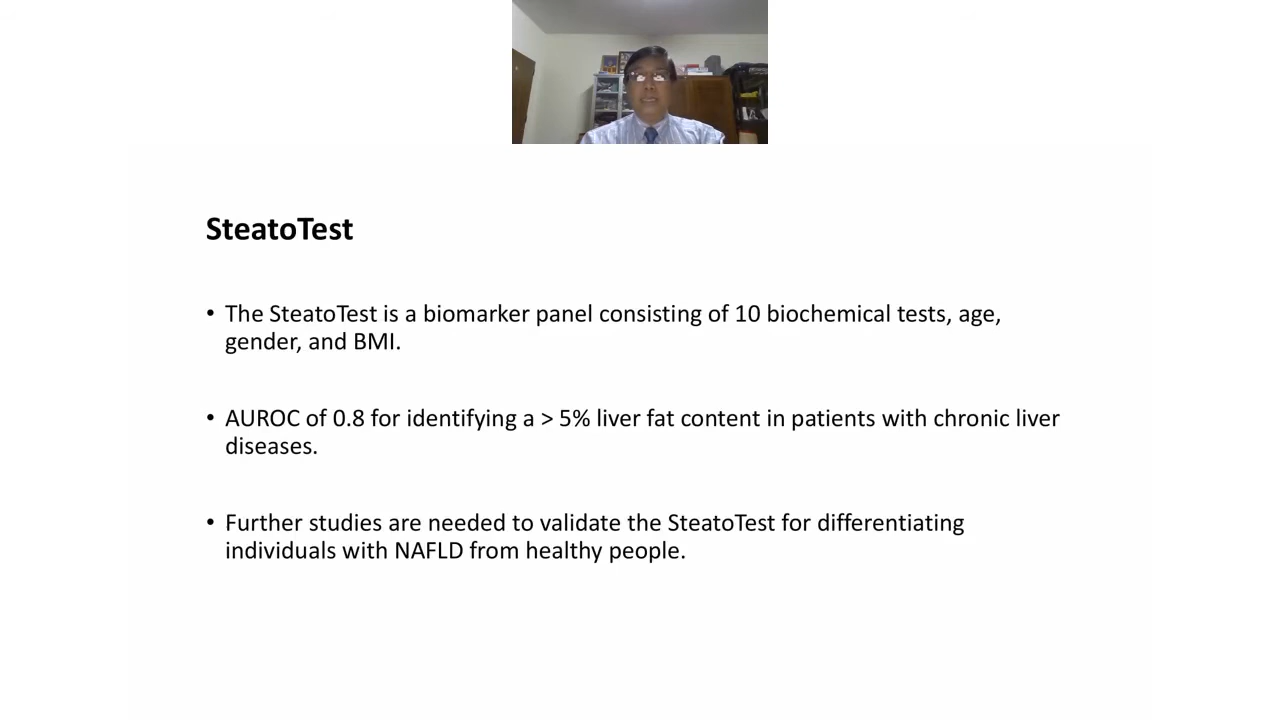 SteatoTest
• The SteatoTest is a biomarker panel consisting of 10 biochemical tests, age,
gender, and BMI.
• AUROC of 0.8 for identifying a > 5% liver fat content in patients with chronic liver
diseases.
• Further studies are needed to validate the SteatoTest for differentiating
individuals with NAFLD from healthy people.